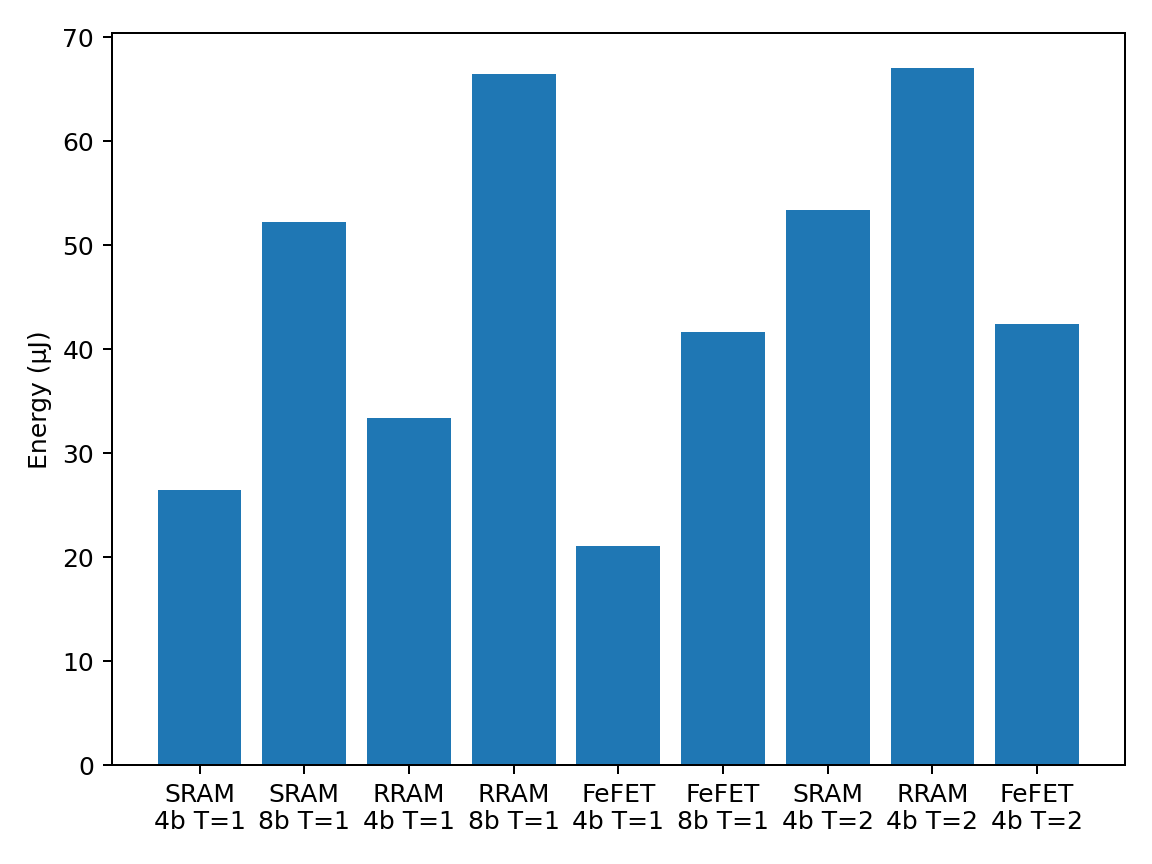 70
60
50
40
30
20
10
0
Energy (µJ)
SRAM SRAM RRAM RRAM FeFET FeFET SRAM RRAM FeFET
4b T=1 8b T=1 4b T=1 8b T=1 4b T=1 8b T=1 4b T=2 4b T=2 4b T=2